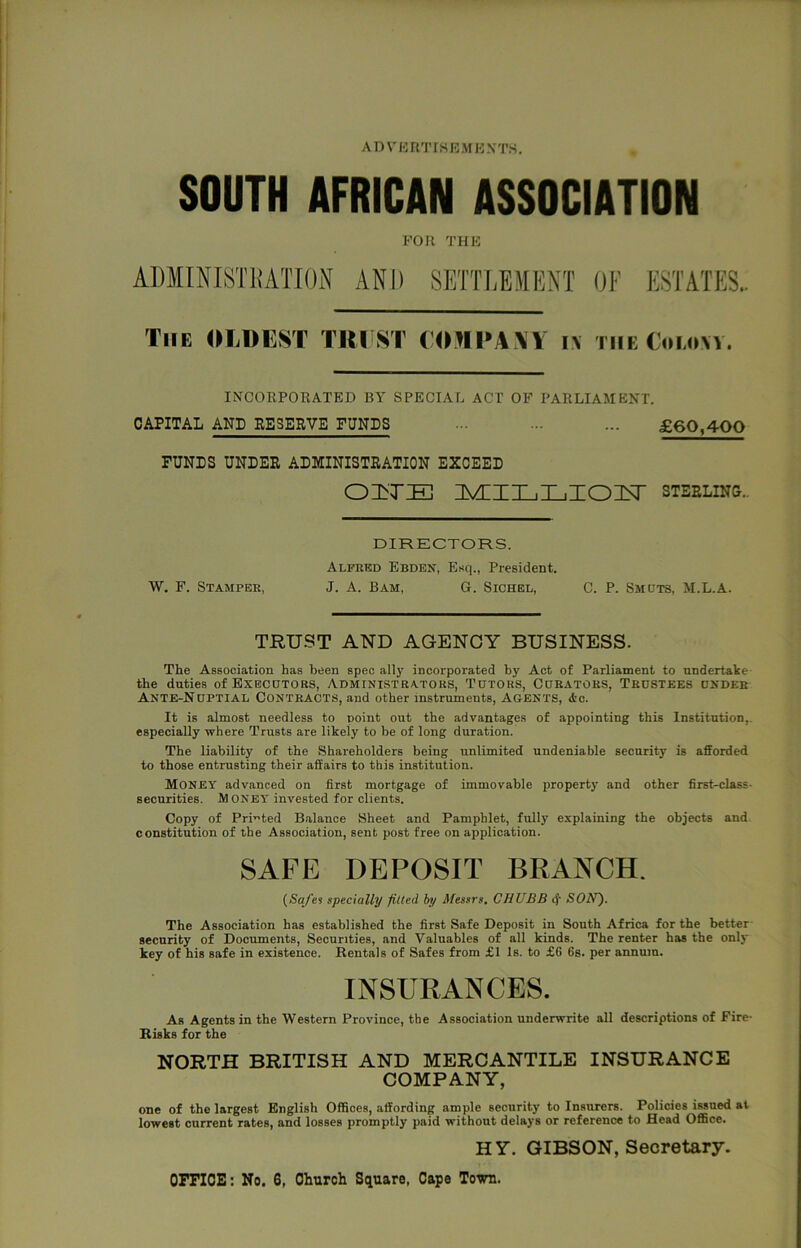 ADVERTISEMENTS.
SOUTH AFRICAN ASSOCIATION
FOR THE
ADMINISTRATION AND SETTLEMENT OF ESTATES.
THE OLDEST TRUST COMPANY IN THE COLONY.
INCORPORATED BY SPECIAL ACT OF PARLIAMENT.
CAPITAL AND RESERVE FUNDS ... ... ... £60,400
FUNDS UNDER ADMINISTRATION EXCEED
ONE MILLION STERLING.
DIRECTORS.
ALFRED EBDEN, Esq., President.
W. F. STAMPER, J. A. BAM, G. SICHEL, C. P. SMUTS, M.L.A.
TRUST AND AGENCY BUSINESS.
The Association has been spec ally incorporated by Act of Parliament to undertake
the duties of EXECUTORS, ADMINISTRATORS, TUTORS, CURATORS, TRUSTEES UNDER
ANTE-NUPTIAL CONTRACTS, and other instruments, AGENTS, &c.
It is almost needless to point out the advantages of appointing this Institution,
especially where Trusts are likely to be of long duration.
The liability of the Shareholders being unlimited undeniable security is afforded
to those entrusting their affairs to this institution.
MONEY advanced on first mortgage of immovable property and other first-class
securities. MONEY invested for clients.
Copy of Printed Balance Sheet and Pamphlet, fully explaining the objects and
constitution of the Association, sent post free on application.
SAFE DEPOSIT BRANCH.
(Safes specially fitted by Messrs. CHUBB & SON).
The Association has established the first Safe Deposit in South Africa for the better
security of Documents, Securities, and Valuables of all kinds. The renter has the only
key of his safe in existence. Rentals of Safes from £1 1s. to £6 6s. per annum.
INSURANCES.
As Agents in the Western Province, the Association underwrite all descriptions of Fire
Risks for the
NORTH BRITISH AND MERCANTILE INSURANCE
COMPANY,
one of the largest English Offices, affording ample security to Insurers. Policies issued at
lowest current rates, and losses promptly paid without delays or reference to Head Office.
HY. GIBSON, Secretary.
OFFICE: No. 6, Church Square, Cape Town.